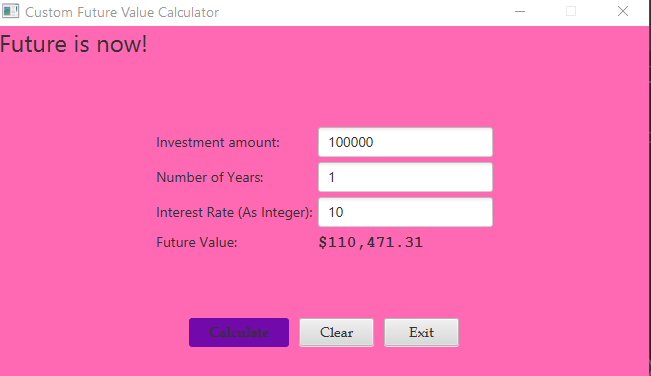 Custom Future Value Calculator
Future is now!
Investment amount: 100000
Number of Years: 1
Interest Rate (As Integer): 10
Future Value: $110,471.31
Calculate Clear Exit